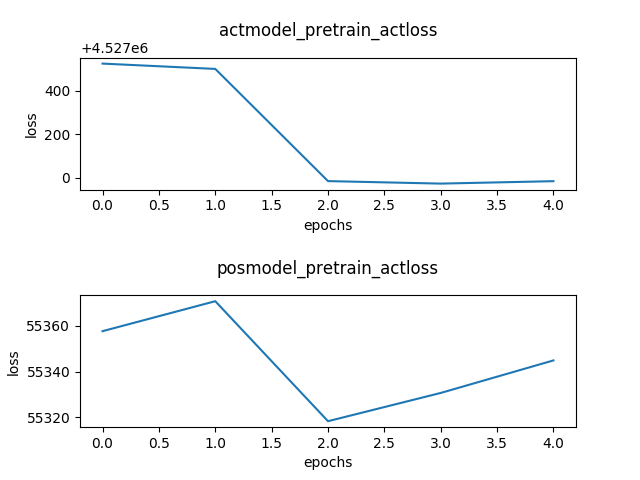 actmodel_pretrain_actloss
+4.527e6
400
200
0
loss
0.0 0.5 1.0 1.5 2.0 2.5 3.0 3.5 4.0
epochs
posmodel_pretrain_actloss
55360
55340
55320
loss
0.0 0.5 1.0 1.5 2.0 2.5 3.0 3.5 4.0
epochs